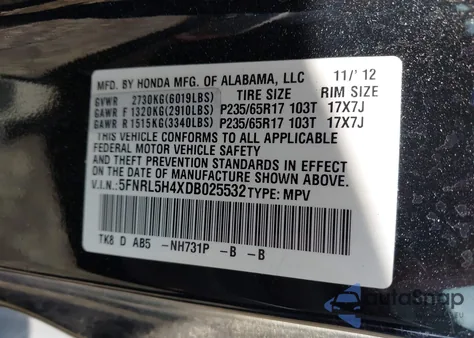 MFD. BY HONDA MFG. OF ALABAMA, LLC 11/'12
TIRE SIZE RIM SIZE
GVWR 2730KG(6019LBS)
GAWR F 1320KG(2910LBS) P235/65R17 103T 17X7J
GAWR R 1515KG(3340LBS) P235/65R17 103T 17X7J
THIS VEHICLE CONFORMS TO ALL APPLICABLE
FEDERAL MOTOR VEHICLE SAFETY AND
THEFT PREVENTION STANDARDS IN EFFECT
ON THE DATE OF MANUFACTURE SHOWN ABOVE.
V.I.N.:5FNRL5H4XDB025532 TYPE: MPV
TK8 D AB5 -NH731P -B -B
autoSnap